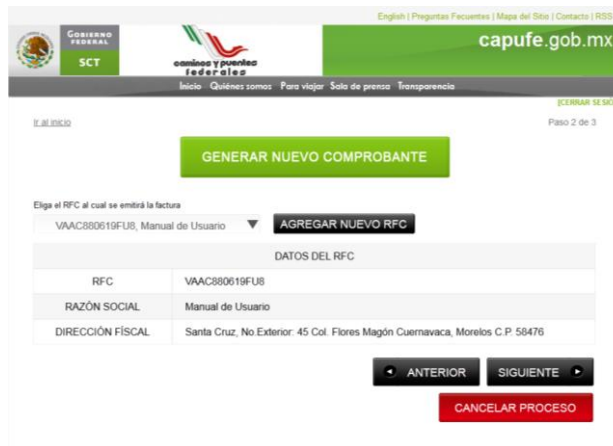 English | Preguntas Fecuentes | Mapa del Sitio | Contacto | RSS
GOBIERNO
FEDERAL
SCT
caminos y puentes
federales
capufe.gob.mx
Inicio Quiénes somos Para viajar Sala de prensa Transparencia
[CERRAR SESIÓ
Ir al inicio
Paso 2 de 3
GENERAR NUEVO COMPROBANTE
Eliga el RFC al cual se emitirá la factura
VAAC880619FU8, Manual de Usuario AGREGAR NUEVO RFC
DATOS DEL RFC
RFC VAAC880619FU8
RAZÓN SOCIAL Manual de Usuario
DIRECCIÓN FÍSCAL Santa Cruz, No.Exterior: 45 Col. Flores Magón Cuernavaca, Morelos C.P. 58476
ANTERIOR SIGUIENTE
CANCELAR PROCESO